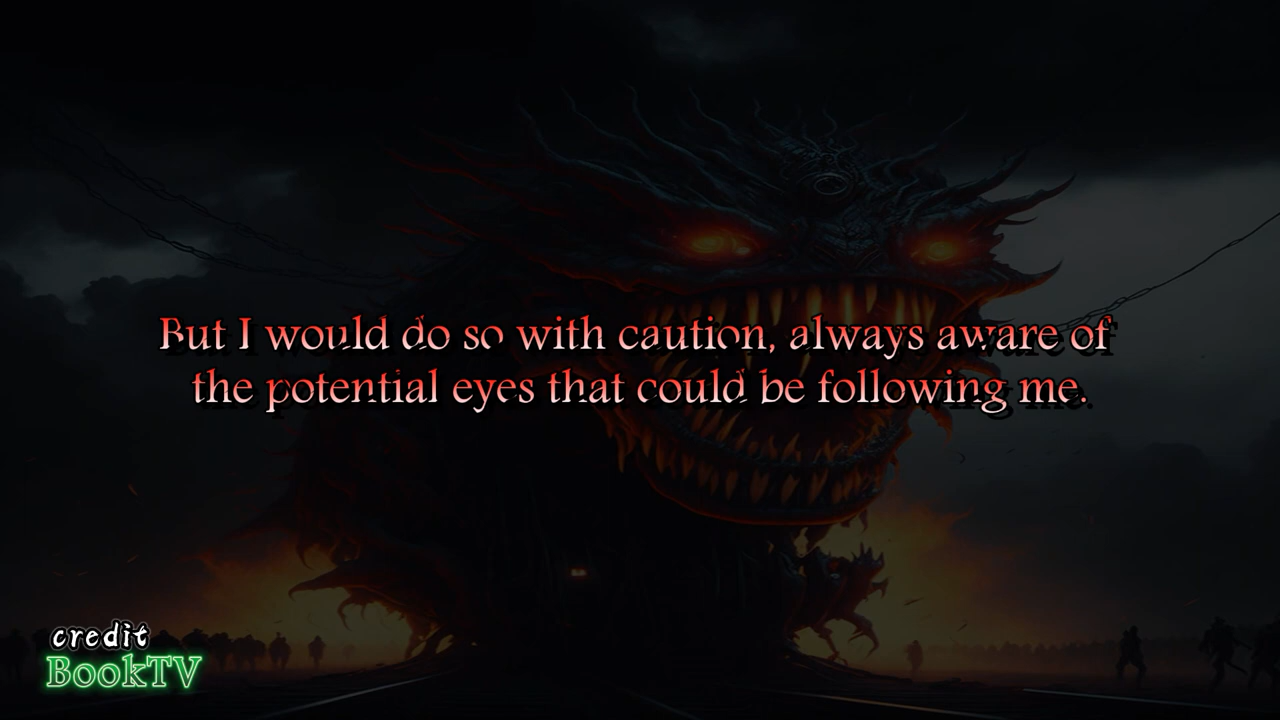 But I would do so with caution, always aware of
the potential eyes that could be following me.
credit
BookTV